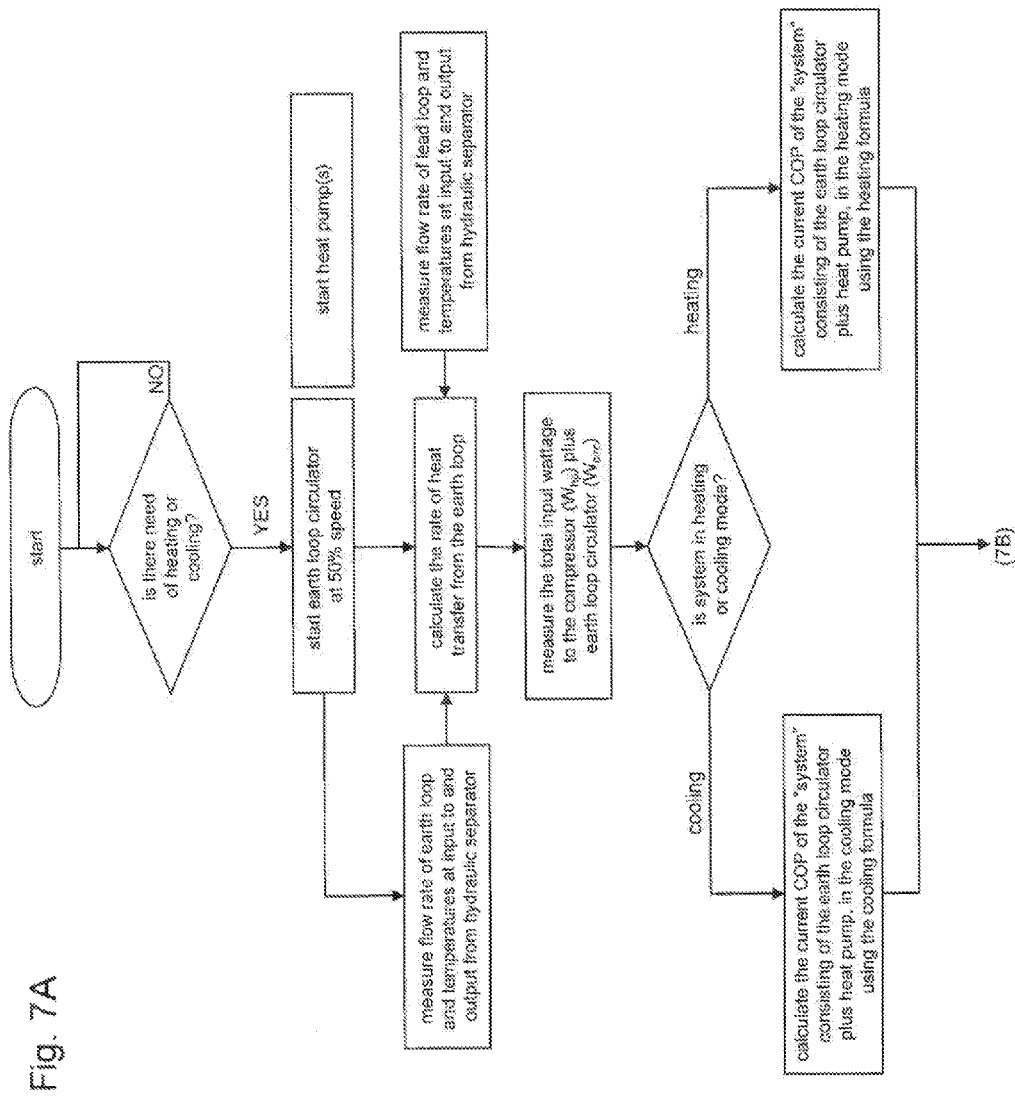 Fig. 7A
start
is there need
of heating or
cooling?
NO
YES
start earth loop circulator
at 50% speed
start heat pump(s)
measure flow rate of earth loop
and temperatures at input to and
output from hydraulic separator
calculate the rate of heat
transfer from the earth loop
measure flow rate of lead loop and
temperatures at input to and output
from hydraulic separator
measure the total input wattage
to the compressor (Whp) plus
earth loop circulator (Wcirc)
is system in heating
or cooling mode?
cooling
heating
calculate the current COP of the "system"
consisting of the earth loop circulator
plus heat pump, in the cooling mode
using the cooling formula
calculate the current COP of the "system"
consisting of the earth loop circulator
plus heat pump, in the heating mode
using the heating formula
(7B)